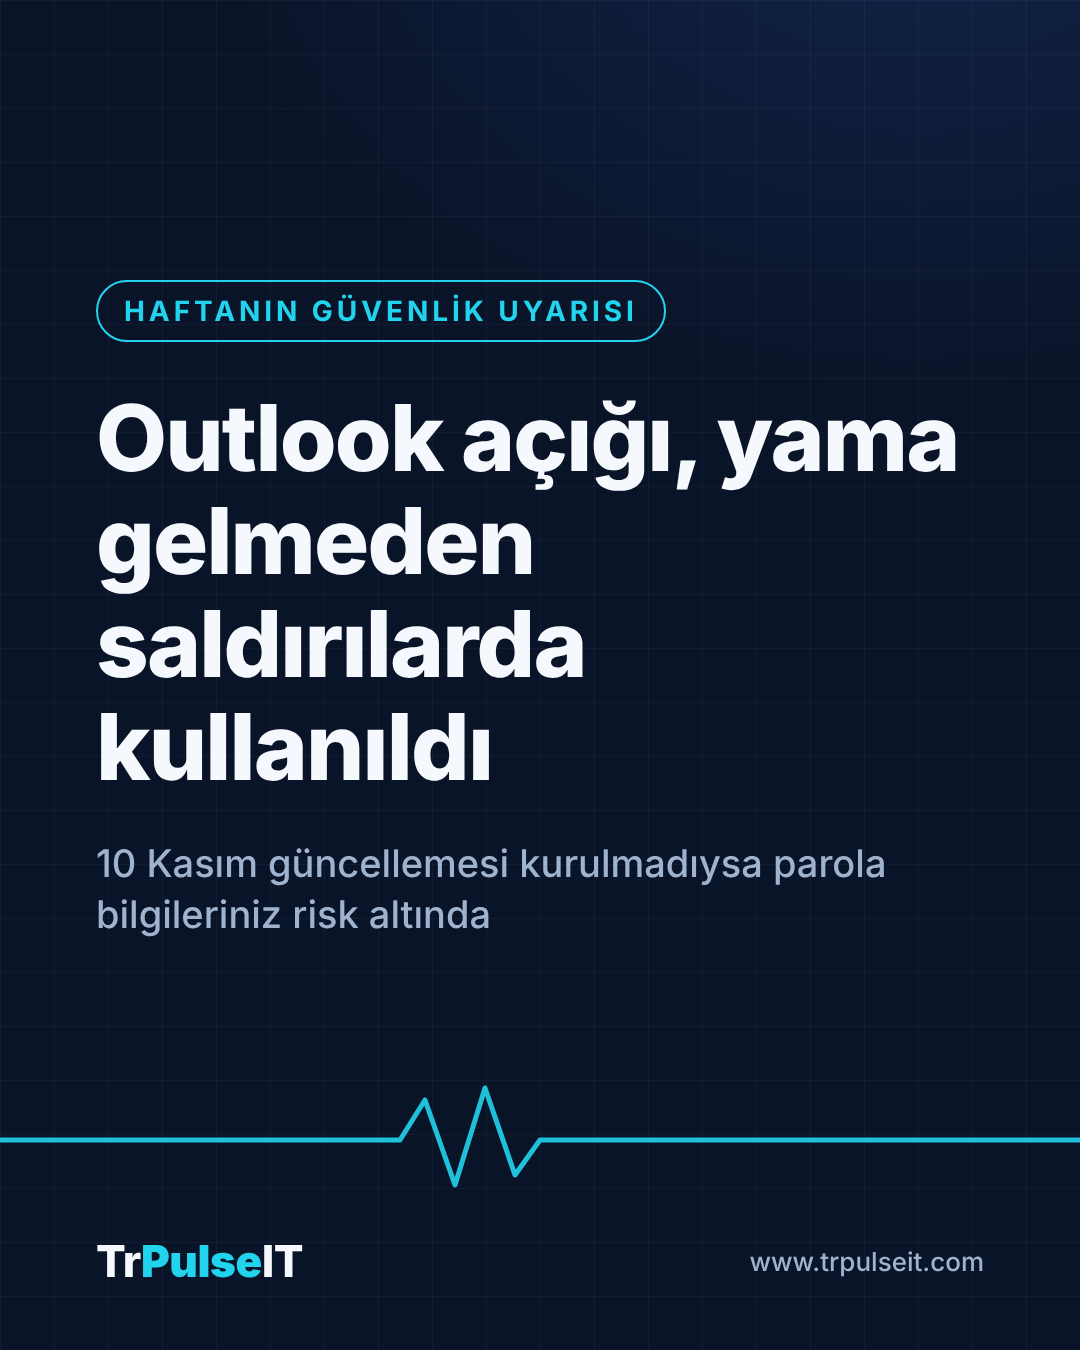 HAFTANIN GÜVENLİK UYARISI
Outlook açığı, yama
gelmeden
saldırılarda
kullanıldı
10 Kasım güncellemesi kurulmadıysa parola
bilgileriniz risk altında
TrPulseIT
www.trpulseit.com